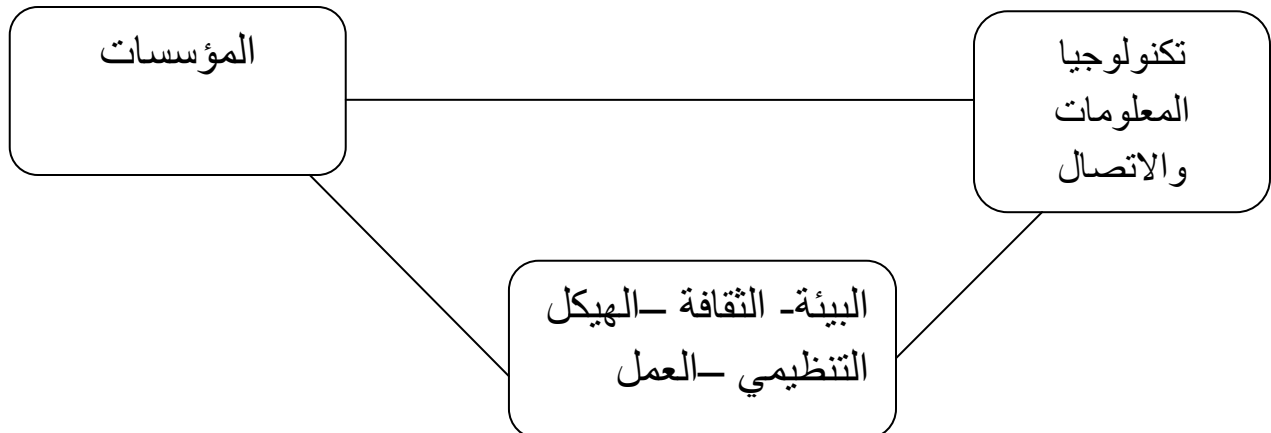 المؤسسات
تكنولوجيا
المعلومات
والاتصال
البيئة- الثقافة –الهيكل
التنظيمي –العمل